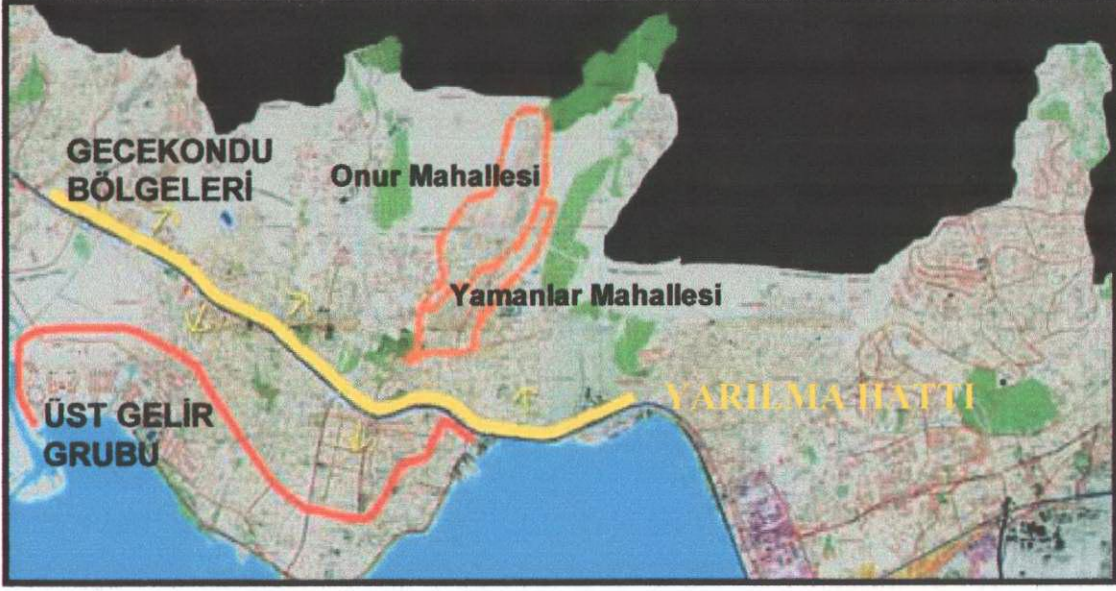 GECEKONDU
BÖLGELERİ
Onur Mahallesi
Yamanlar Mahallesi
YARILMA HATTI
ÜST GELİR
GRUBU